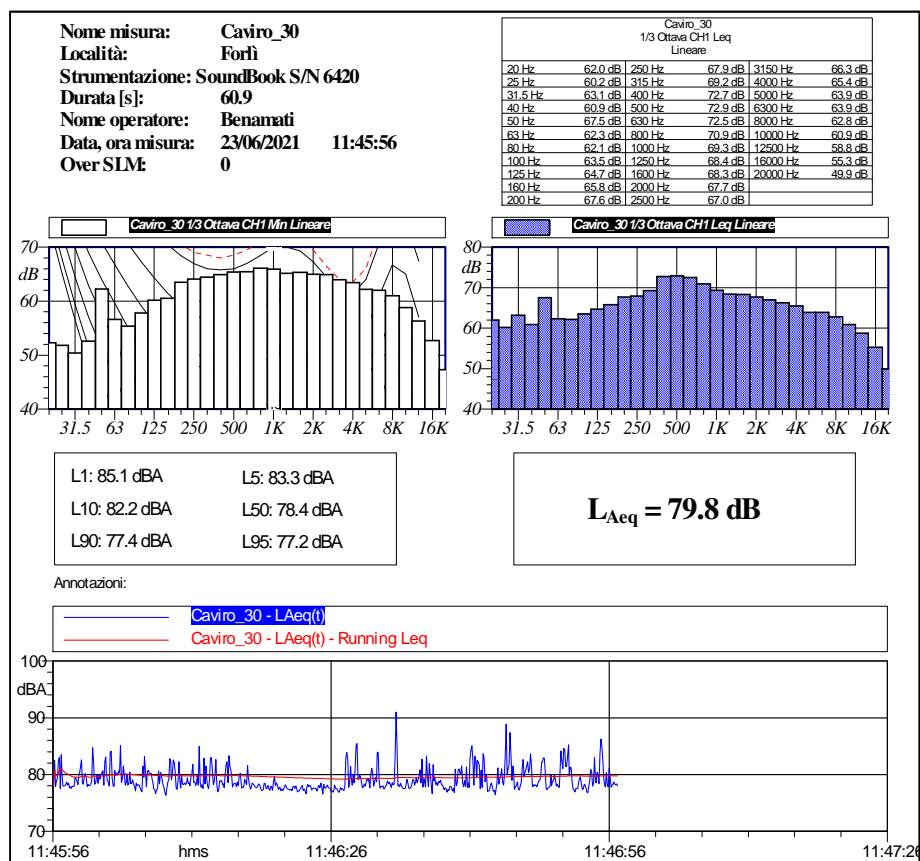 Nome misura: Caviro_30
Località: Forlì
Strumentazione: SoundBook S/N 6420
Durata [s]: 60.9
Nome operatore: Benamati
Data, ora misura: 23/06/2021 11:45:56
Over SLM: 0
Caviro_30
1/3 Ottava CH1 Leq
Lineare
20 Hz 62.0 dB 250 Hz 67.9 dB 3150 Hz 66.3 dB
25 Hz 60.2 dB 315 Hz 69.2 dB 4000 Hz 65.4 dB
31.5 Hz 63.1 dB 400 Hz 72.7 dB 5000 Hz 63.9 dB
40 Hz 60.9 dB 500 Hz 72.9 dB 6300 Hz 63.9 dB
50 Hz 67.5 dB 630 Hz 72.5 dB 8000 Hz 62.8 dB
63 Hz 62.3 dB 800 Hz 70.9 dB 10000 Hz 60.9 dB
80 Hz 62.1 dB 1000 Hz 69.3 dB 12500 Hz 58.8 dB
100 Hz 63.5 dB 1250 Hz 68.4 dB 16000 Hz 55.3 dB
125 Hz 64.7 dB 1600 Hz 68.3 dB 20000 Hz 49.9 dB
160 Hz 65.8 dB 2000 Hz 67.7 dB
200 Hz 67.6 dB 2500 Hz 67.0 dB
Caviro_30 1/3 Ottava CH1 Min Lineare
70
dB
60
50
40
31.5 63 125 250 500 1K 2K 4K 8K 16K
Caviro_30 1/3 Ottava CH1 Leq Lineare
80
dB
70
60
50
40
31.5 63 125 250 500 1K 2K 4K 8K 16K
L1: 85.1 dBA L5: 83.3 dBA
L10: 82.2 dBA L50: 78.4 dBA
L90: 77.4 dBA L95: 77.2 dBA
LAeq = 79.8 dB
Annotazioni:
Caviro_30 - LAeq(t)
Caviro_30 - LAeq(t) - Running Leq
100
dBA
90
80
70
11:45:56 hms 11:46:26 11:46:56 11:47:26